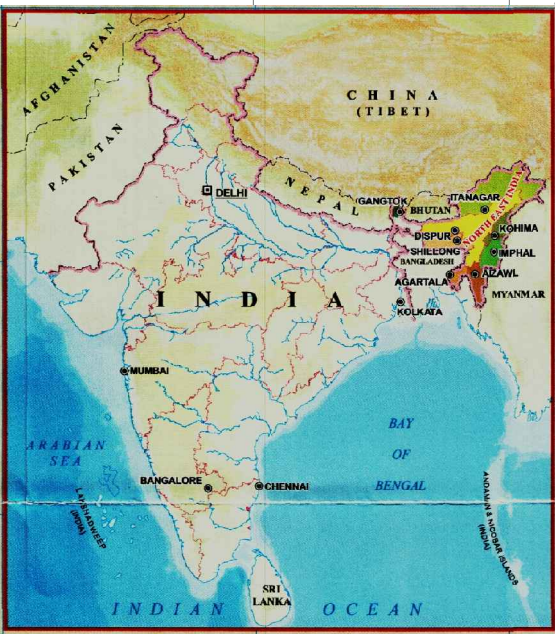 AFGHANISTAN
CHINA
(TIBET)
PAKISTAN
DELHI
NEPAL
GANGTOK
BHUTAN
ITANAGAR
NORTH EAST INDIA
DISPUR
KOHIMA
SHILLONG
IMPHAL
BANGLADESH
AGARTALA
AIZAWL
MYANMAR
INDIA
KOLKATA
MUMBAI
ARABIAN
SEA
BAY
OF
BENGAL
BANGALORE
CHENNAI
LAKSHADWEEP
(INDIA)
ANDAMAN & NICOBAR ISLANDS
(INDIA)
SRI
LANKA
INDIAN OCEAN